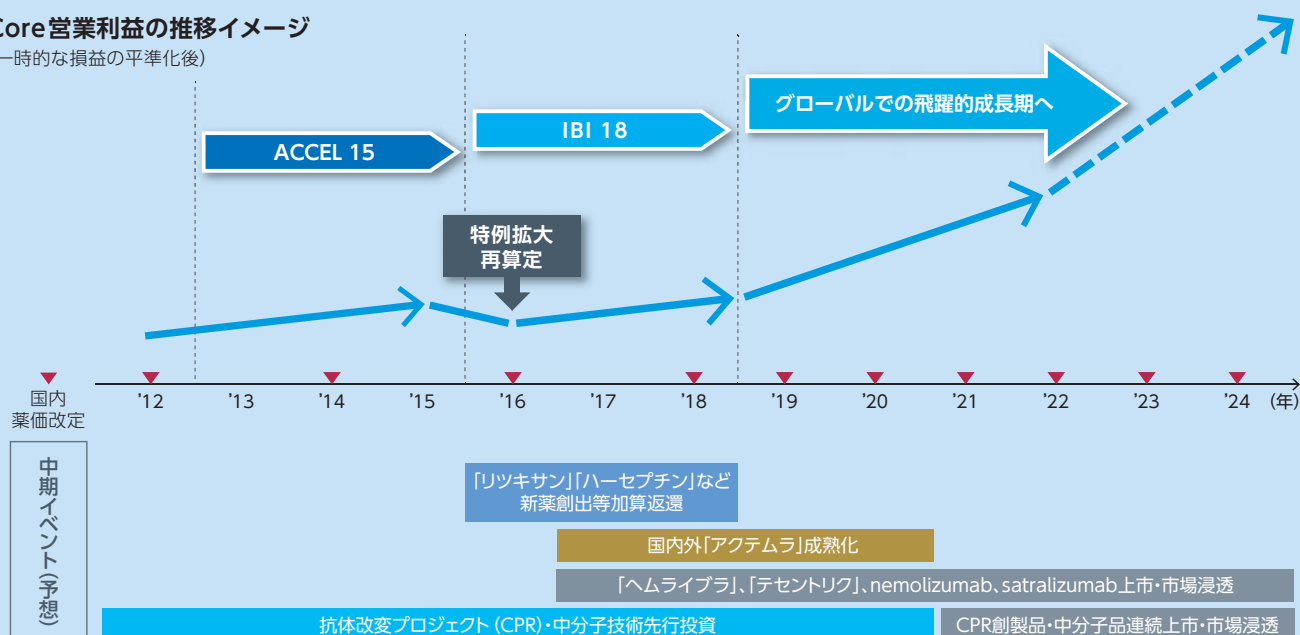 Core営業利益の推移イメージ
一時的な損益の平準化後)
ACCEL 15
IBI 18
グローバルでの飛躍的成長期へ
特例拡大
再算定
国内
薬価改定
’12
’13
’14
’15
’16
’17
’18
’19
’20
’21
’22
’23
’24
(年)
中期イベント(予想)
「リツキサン」「ハーセプチン」など
新薬創出等加算返還
国内外「アクテムラ」成熟化
「ヘムライブラ」、「テセントリク」、nemolizumab、satralizumab上市・市場浸透
抗体改変プロジェクト(CPR)・中分子技術先行投資
CPR創製品・中分子品連続上市・市場浸透